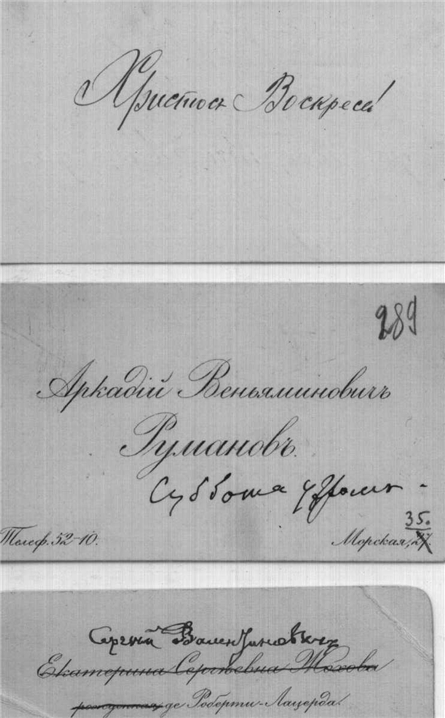 Христосъ Воскресъ!
289
Аркадій Веньяминовичъ
Румановъ.
Суббота утромъ -
35.
Телеф. 52-10. Морская, 27.
Сергѣй Валентиновичъ
Екатерина Сергѣевна Жохова
де Роберти-Лацерда.